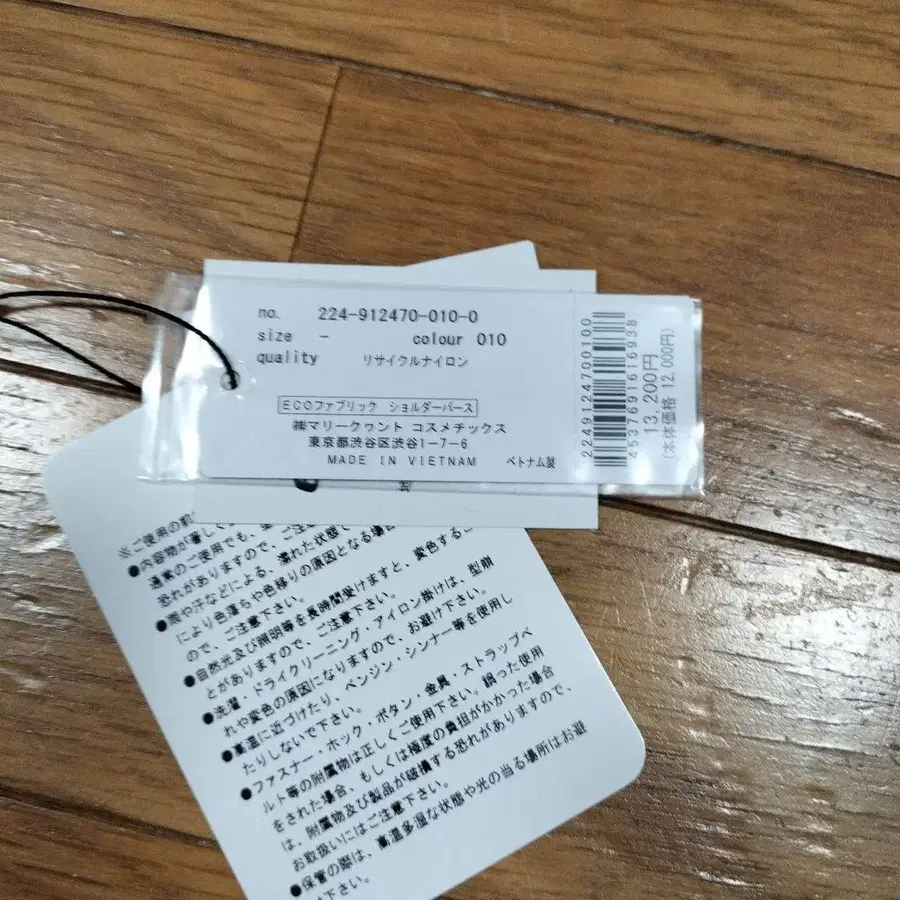 no. 224-912470-010-0
size - colour 010
quality リサイクルナイロン
ECOファブリック ショルダーパース
㈱マリークヮント コスメチックス
東京都渋谷区渋谷1-7-6
MADE IN VIETNAM ベトナム製
2249124700100
4537691616938
13,200円
(本体価格 12,000円)
※ご使用の前
●内容物が著し
通常のご使用でも、
恐れがありますので、ご注意
●雨や汗などによる、濡れた状態で
により色落ちや色移りの原因となる場合
ので、ご注意下さい。
●自然光及び照明等を長時間受けますと、変色するこ
とがありますので、ご注意下さい。
●洗濯・ドライクリーニング・アイロン掛けは、型崩
れや変色の原因になりますので、お避け下さい。
●高温に近づけたり、ベンジン・シンナー等を使用し
たりしないで下さい。
●ファスナー・ホック・ボタン・金具・ストラップベ
ルト等の附属物は正しくご使用下さい。誤った使用
をされた場合、もしくは極度の負担がかかった場合
は、附属物及び製品が破損する恐れがありますので、
お取扱いにはご注意下さい。
●保管の際は、高温多湿な状態や光の当る場所はお避
け下さい。